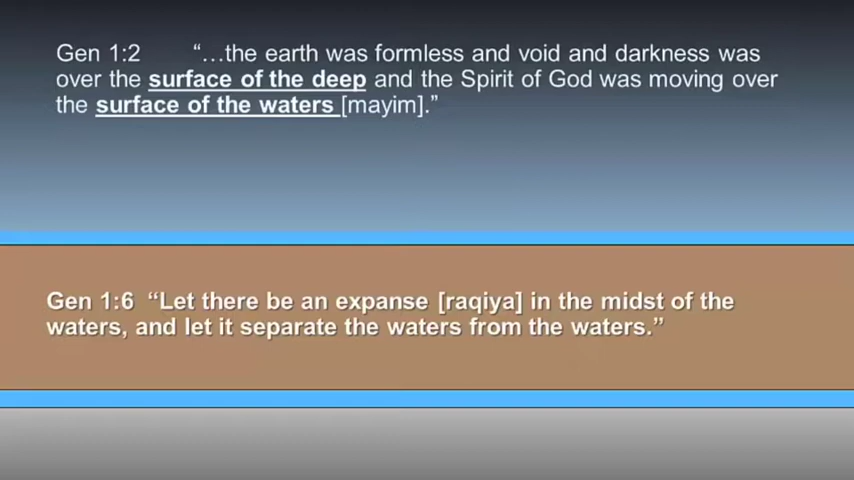 Gen 1:2 “…the earth was formless and void and darkness was
over the surface of the deep and the Spirit of God was moving over
the surface of the waters [mayim].”
Gen 1:6 “Let there be an expanse [raqiya] in the midst of the
waters, and let it separate the waters from the waters.”